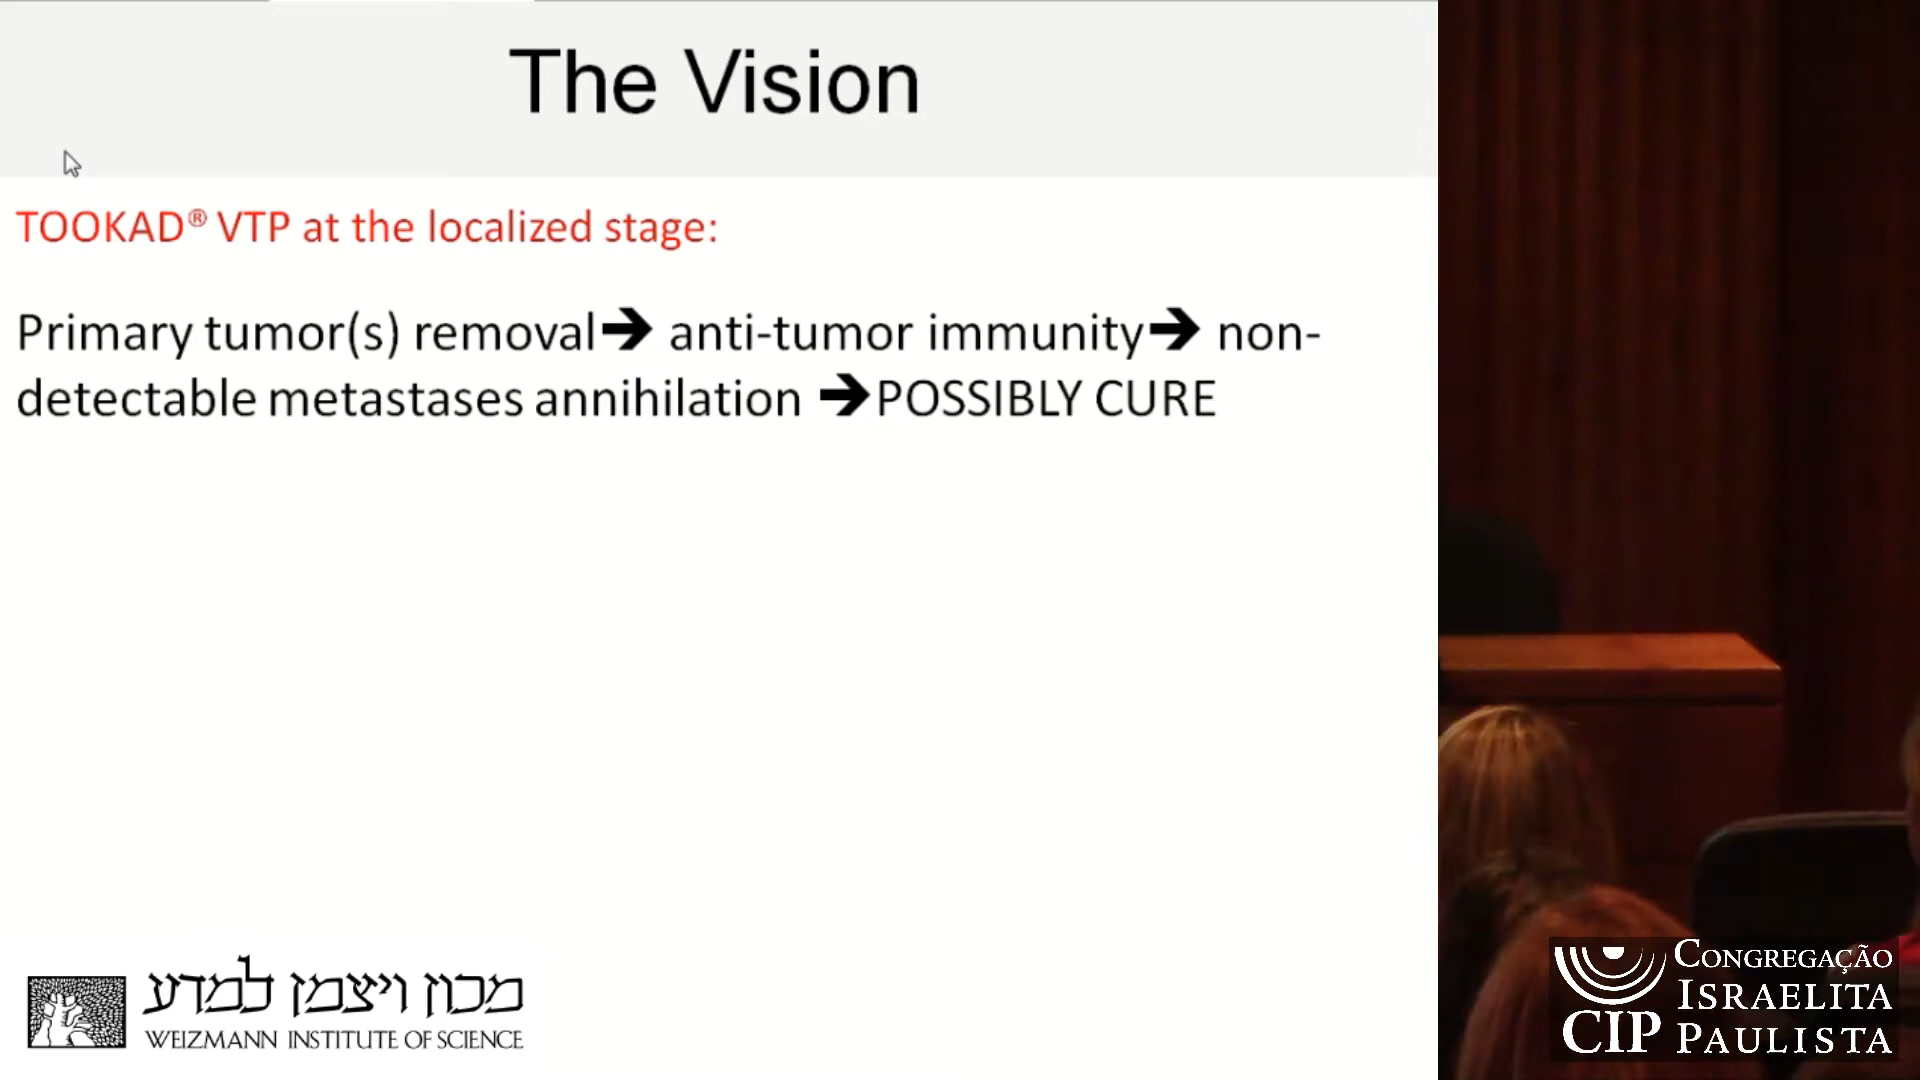 The Vision
TOOKAD® VTP at the localized stage:
Primary tumor(s) removal➔ anti-tumor immunity➔ non-
detectable metastases annihilation ➔POSSIBLY CURE
מכון ויצמן למדע
WEIZMANN INSTITUTE OF SCIENCE
CIP
CONGREGAÇÃO
ISRAELITA
PAULISTA